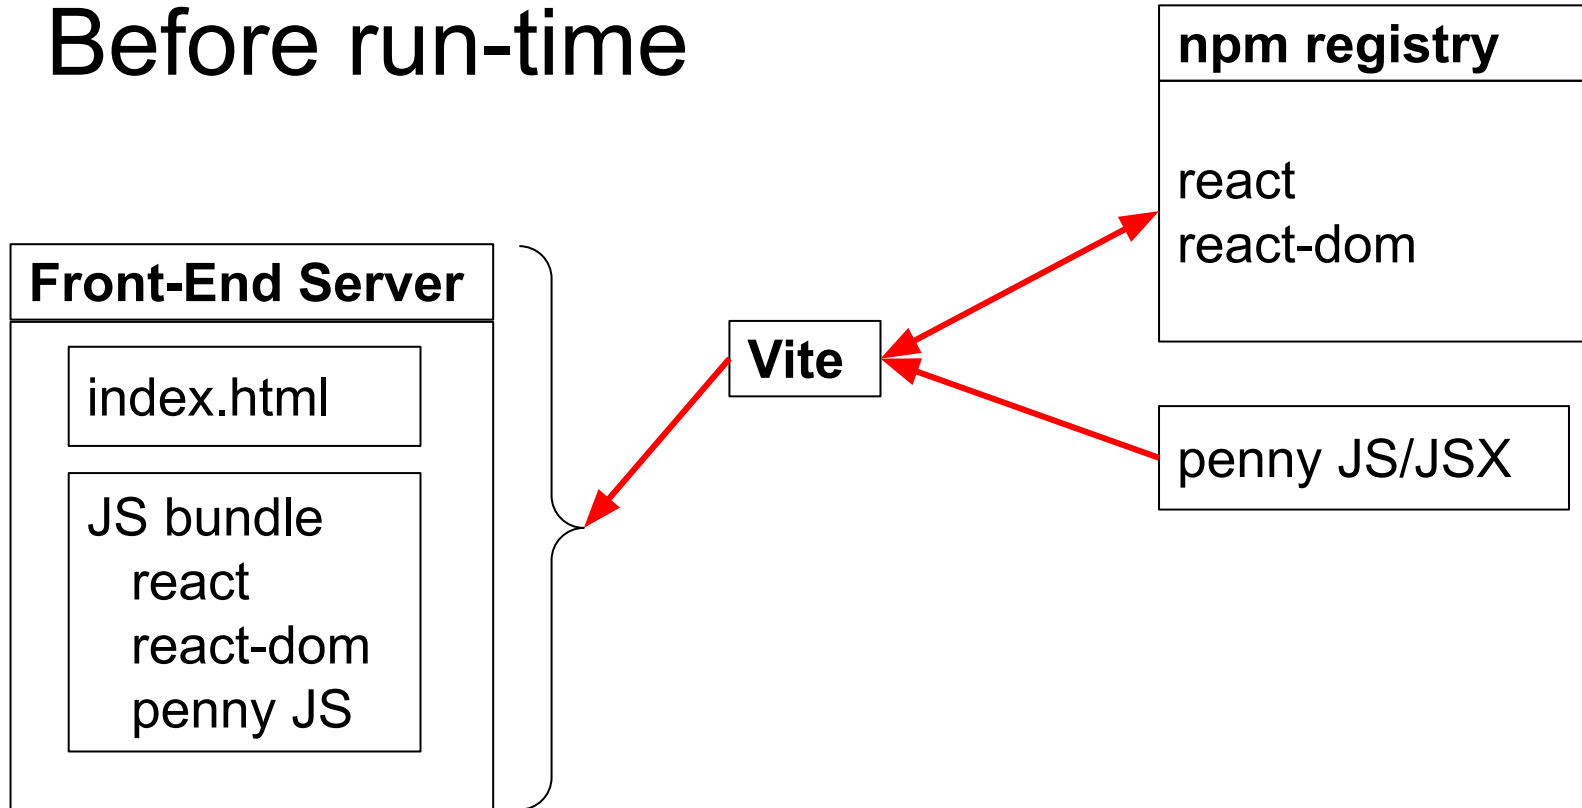 Before run-time
npm registry
react
react-dom
Front-End Server
index.html
JS bundle
react
react-dom
penny JS
Vite
penny JS/JSX